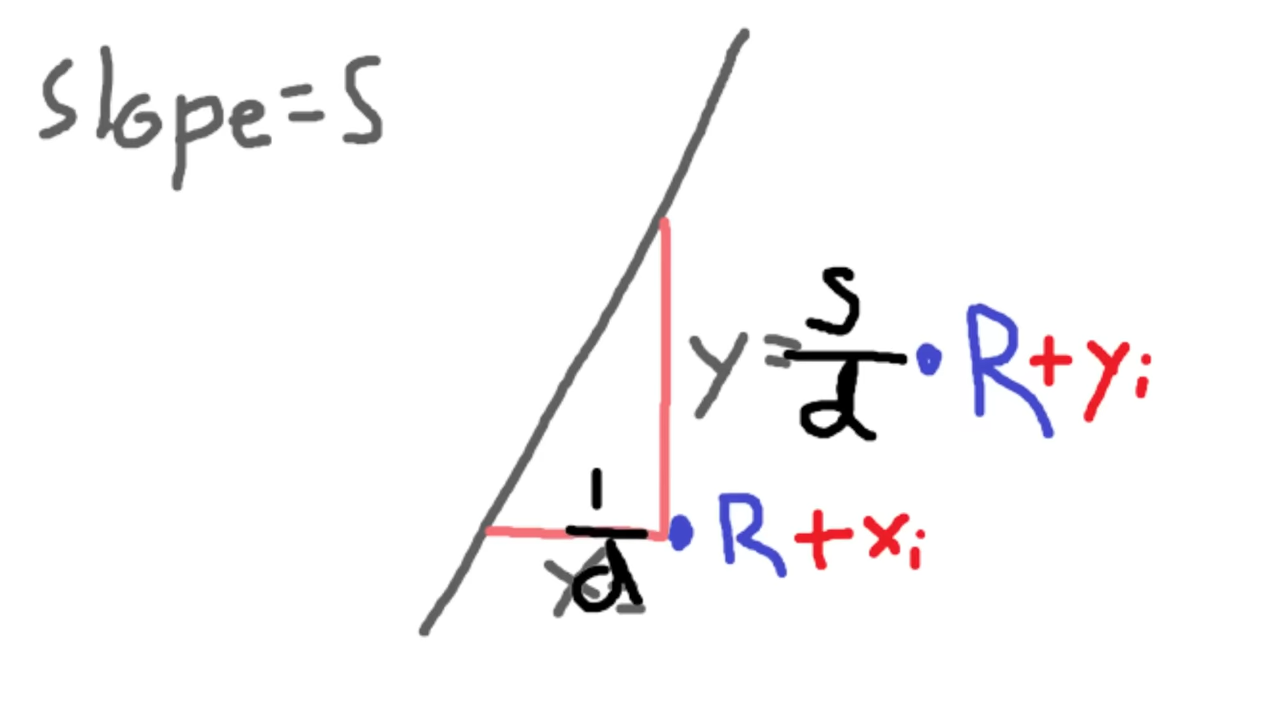 Slope=S
y=S/d • R+yi
x=1/d • R+xi